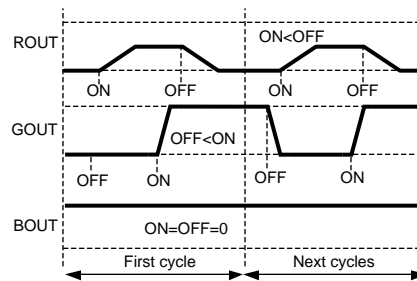 ROUT
ON<OFF
ON
OFF
ON
OFF
GOUT
OFF<ON
OFF
ON
OFF
ON
BOUT
ON=OFF=0
First cycle
Next cycles